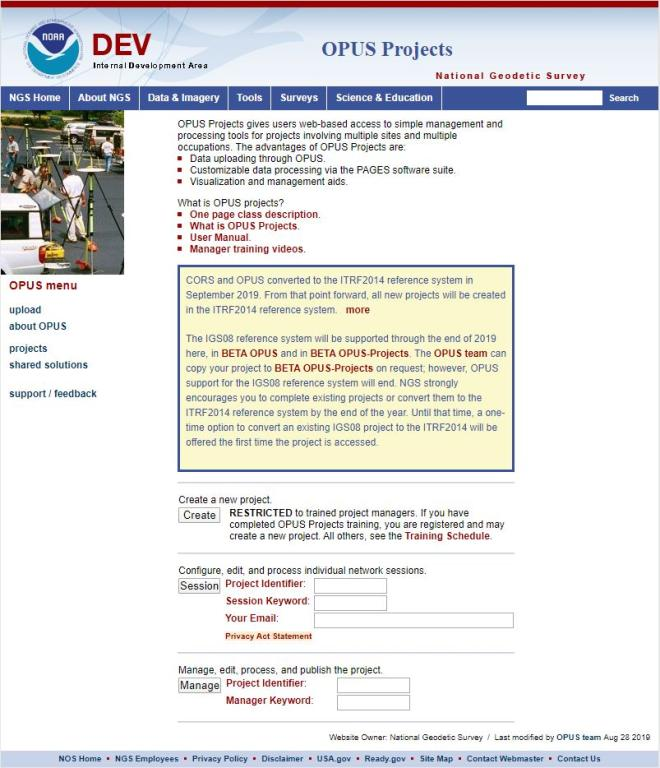 NOAA
DEV
Internal Development Area
OPUS Projects
National Geodetic Survey
NGS Home About NGS Data & Imagery Tools Surveys Science & Education Search
OPUS Projects gives users web-based access to simple management and
processing tools for projects involving multiple sites and multiple
occupations. The advantages of OPUS Projects are:
Data uploading through OPUS.
Customizable data processing via the PAGES software suite.
Visualization and management aids.
What is OPUS projects?
One page class description.
What is OPUS Projects.
User Manual.
Manager training videos.
OPUS menu
upload
about OPUS
projects
shared solutions
support / feedback
CORS and OPUS converted to the ITRF2014 reference system in
September 2019. From that point forward, all new projects will be created
in the ITRF2014 reference system. more
The IGS08 reference system will be supported through the end of 2019
here, in BETA OPUS and in BETA OPUS-Projects. The OPUS team can
copy your project to BETA OPUS-Projects on request; however, OPUS
support for the IGS08 reference system will end. NGS strongly
encourages you to complete existing projects or convert them to the
ITRF2014 reference system by the end of the year. Until that time, a one-
time option to convert an existing IGS08 project to the ITRF2014 will be
offered the first time the project is accessed.
Create a new project.
Create RESTRICTED to trained project managers. If you have
completed OPUS Projects training, you are registered and may
create a new project. All others, see the Training Schedule.
Configure, edit, and process individual network sessions.
Session Project Identifier:
Session Keyword:
Your Email:
Privacy Act Statement
Manage, edit, process, and publish the project.
Manage Project Identifier:
Manager Keyword:
Website Owner: National Geodetic Survey / Last modified by OPUS team Aug 28 2019
NOS Home • NGS Employees • Privacy Policy • Disclaimer • USA.gov • Ready.gov • Site Map • Contact Webmaster • Contact Us